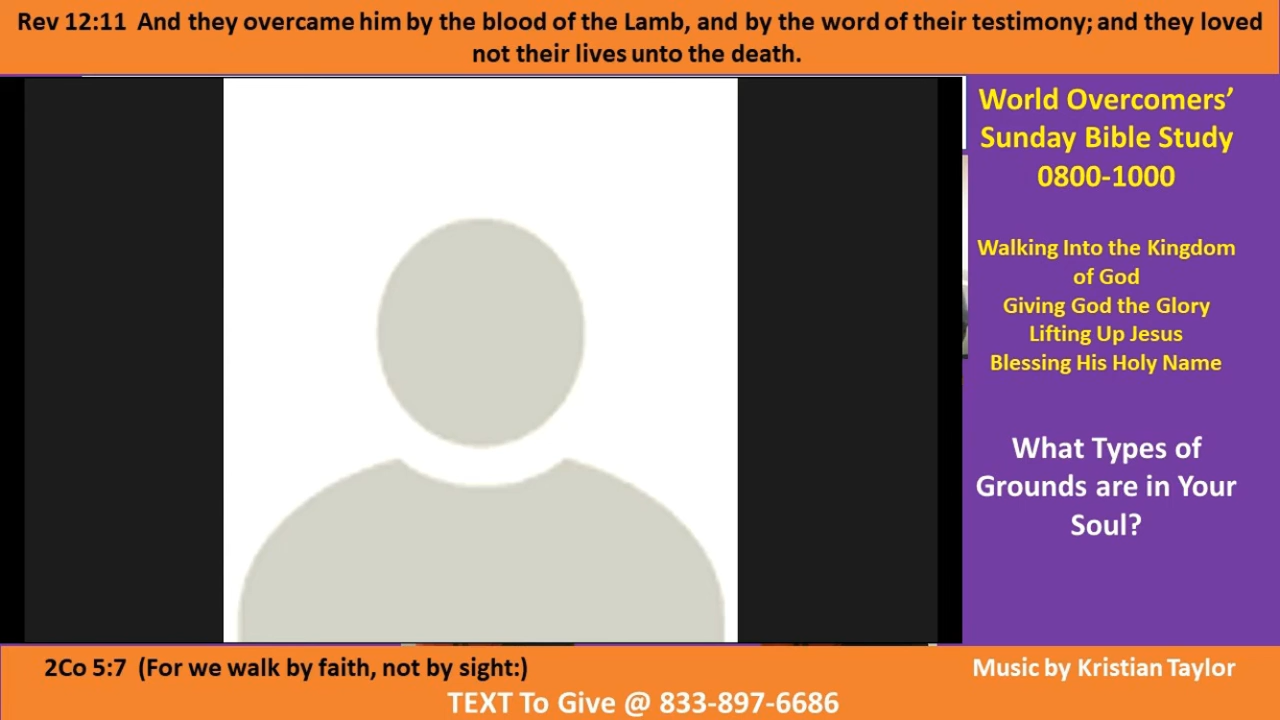 Rev 12:11 And they overcame him by the blood of the Lamb, and by the word of their testimony; and they loved
not their lives unto the death.
World Overcomers’
Sunday Bible Study
0800-1000
Walking Into the Kingdom
of God
Giving God the Glory
Lifting Up Jesus
Blessing His Holy Name
What Types of
Grounds are in Your
Soul?
2Co 5:7 (For we walk by faith, not by sight:)
Music by Kristian Taylor
TEXT To Give @ 833-897-6686